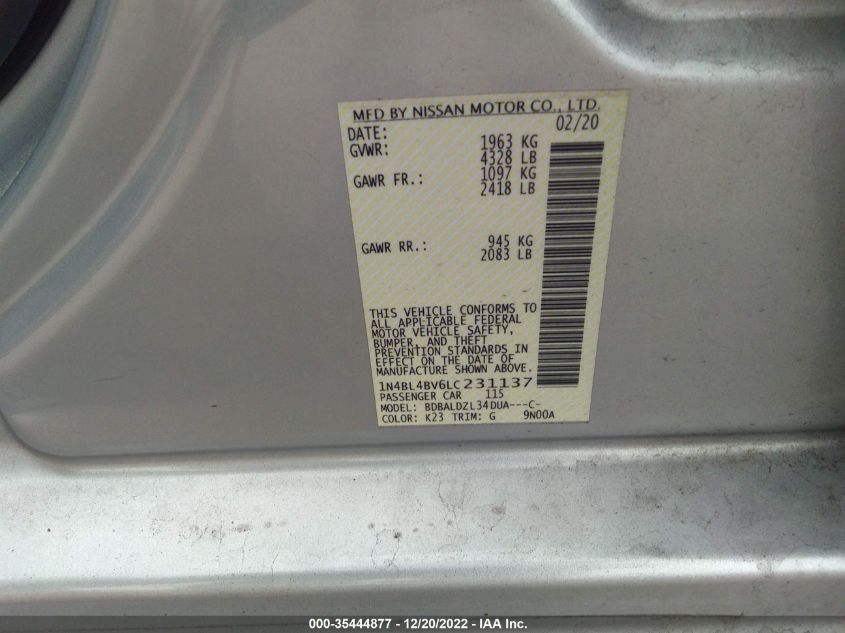 MFD BY NISSAN MOTOR CO., LTD.
DATE: 02/20
GVWR: 1963 KG
4328 LB
GAWR FR.: 1097 KG
2418 LB
GAWR RR.: 945 KG
2083 LB
THIS VEHICLE CONFORMS TO
ALL APPLICABLE FEDERAL
MOTOR VEHICLE SAFETY,
BUMPER, AND THEFT
PREVENTION STANDARDS IN
EFFECT ON THE DATE OF
MANUFACTURE SHOWN ABOVE.
1N4BL4BV6LC231137
PASSENGER CAR 115
MODEL: BDBALDZL34DUA---C-
COLOR: K23 TRIM: G 9N00A
000-35444877 - 12/20/2022 - IAA Inc.